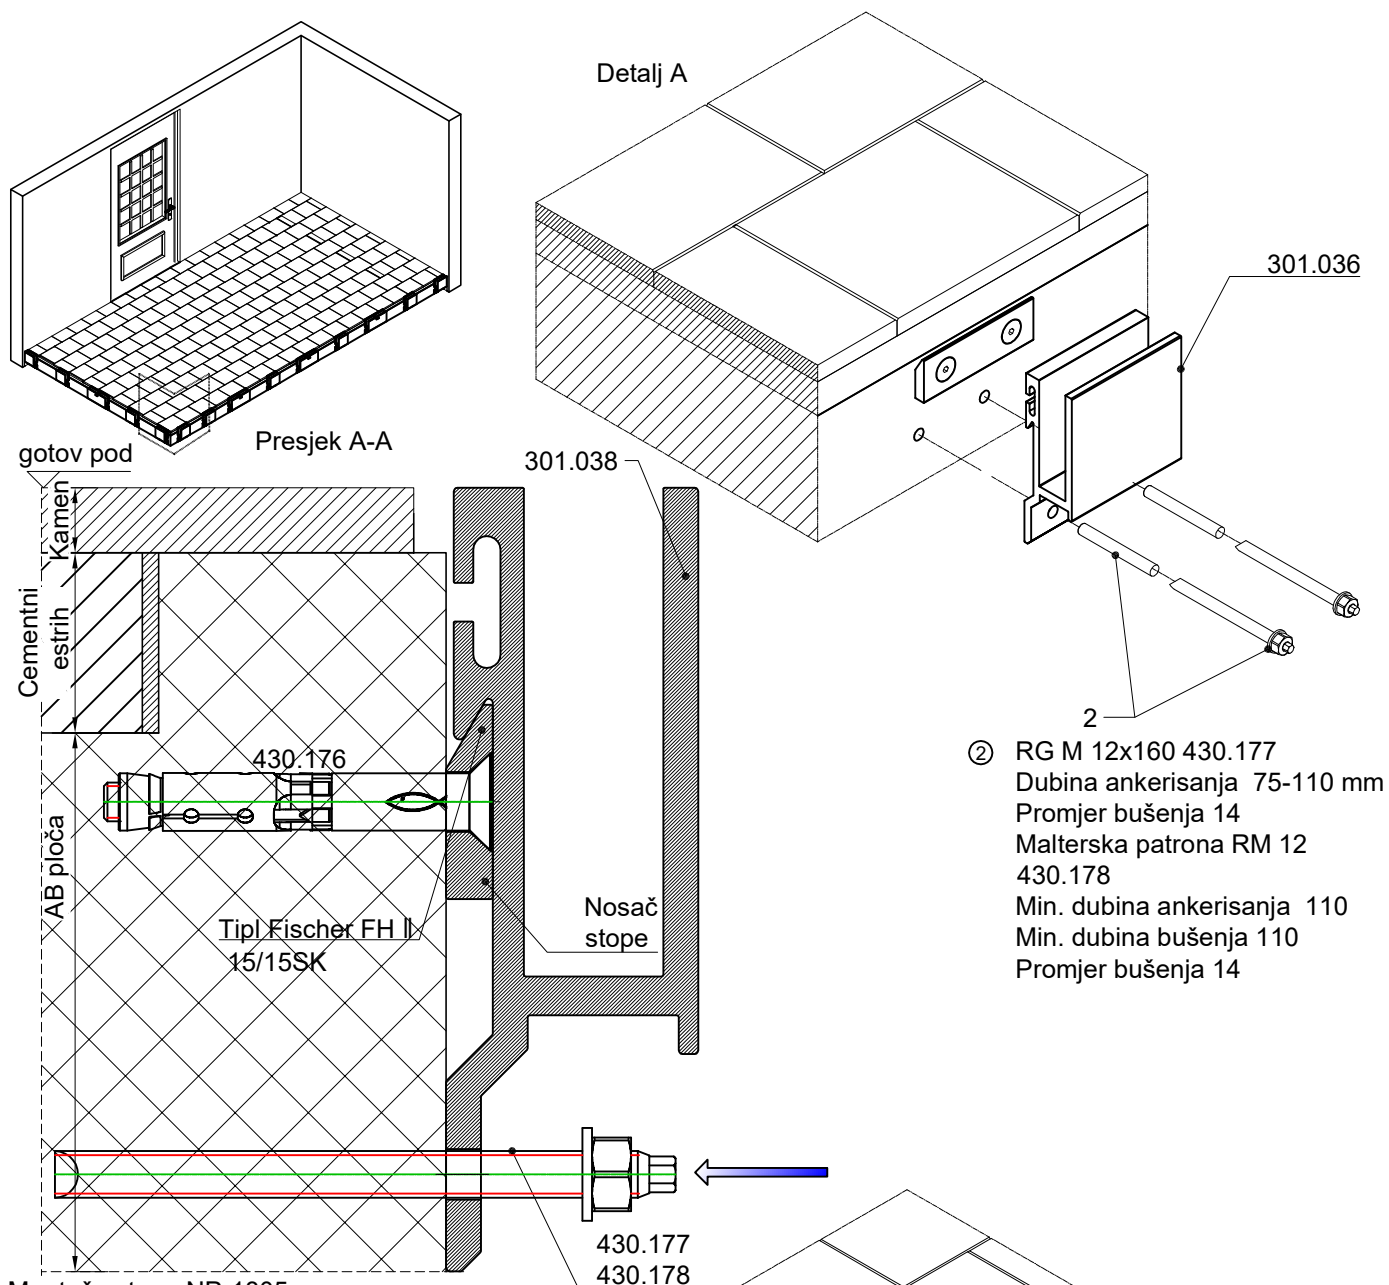 Detalj A
301.036
Presjek A-A
gotov pod
301.038
Kamen
Cementni
estrih
AB ploča
430.176
Tipl Fischer FH II
15/15SK
Nosač
stope
2
② RG M 12x160 430.177
Dubina ankerisanja 75-110 mm
Promjer bušenja 14
Malterska patrona RM 12
430.178
Min. dubina ankerisanja 110
Min. dubina bušenja 110
Promjer bušenja 14
430.177
430.178